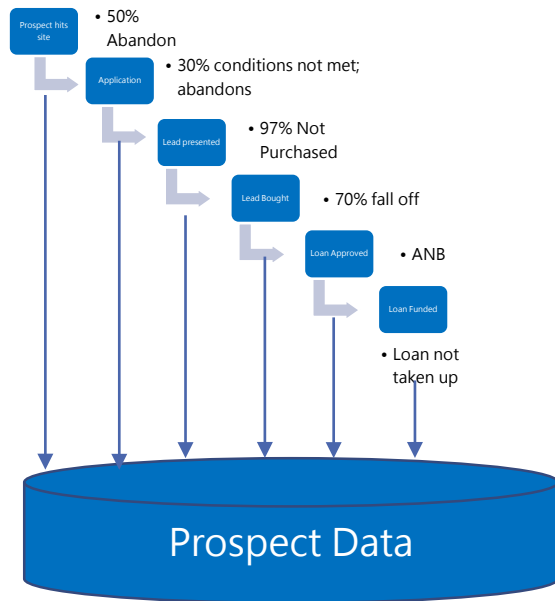 Prospect hits
site
• 50%
Abandon
Application
• 30% conditions not met;
abandons
Lead presented
• 97% Not
Purchased
Lead Bought
• 70% fall off
Loan Approved
• ANB
Loan Funded
• Loan not
taken up
Prospect Data